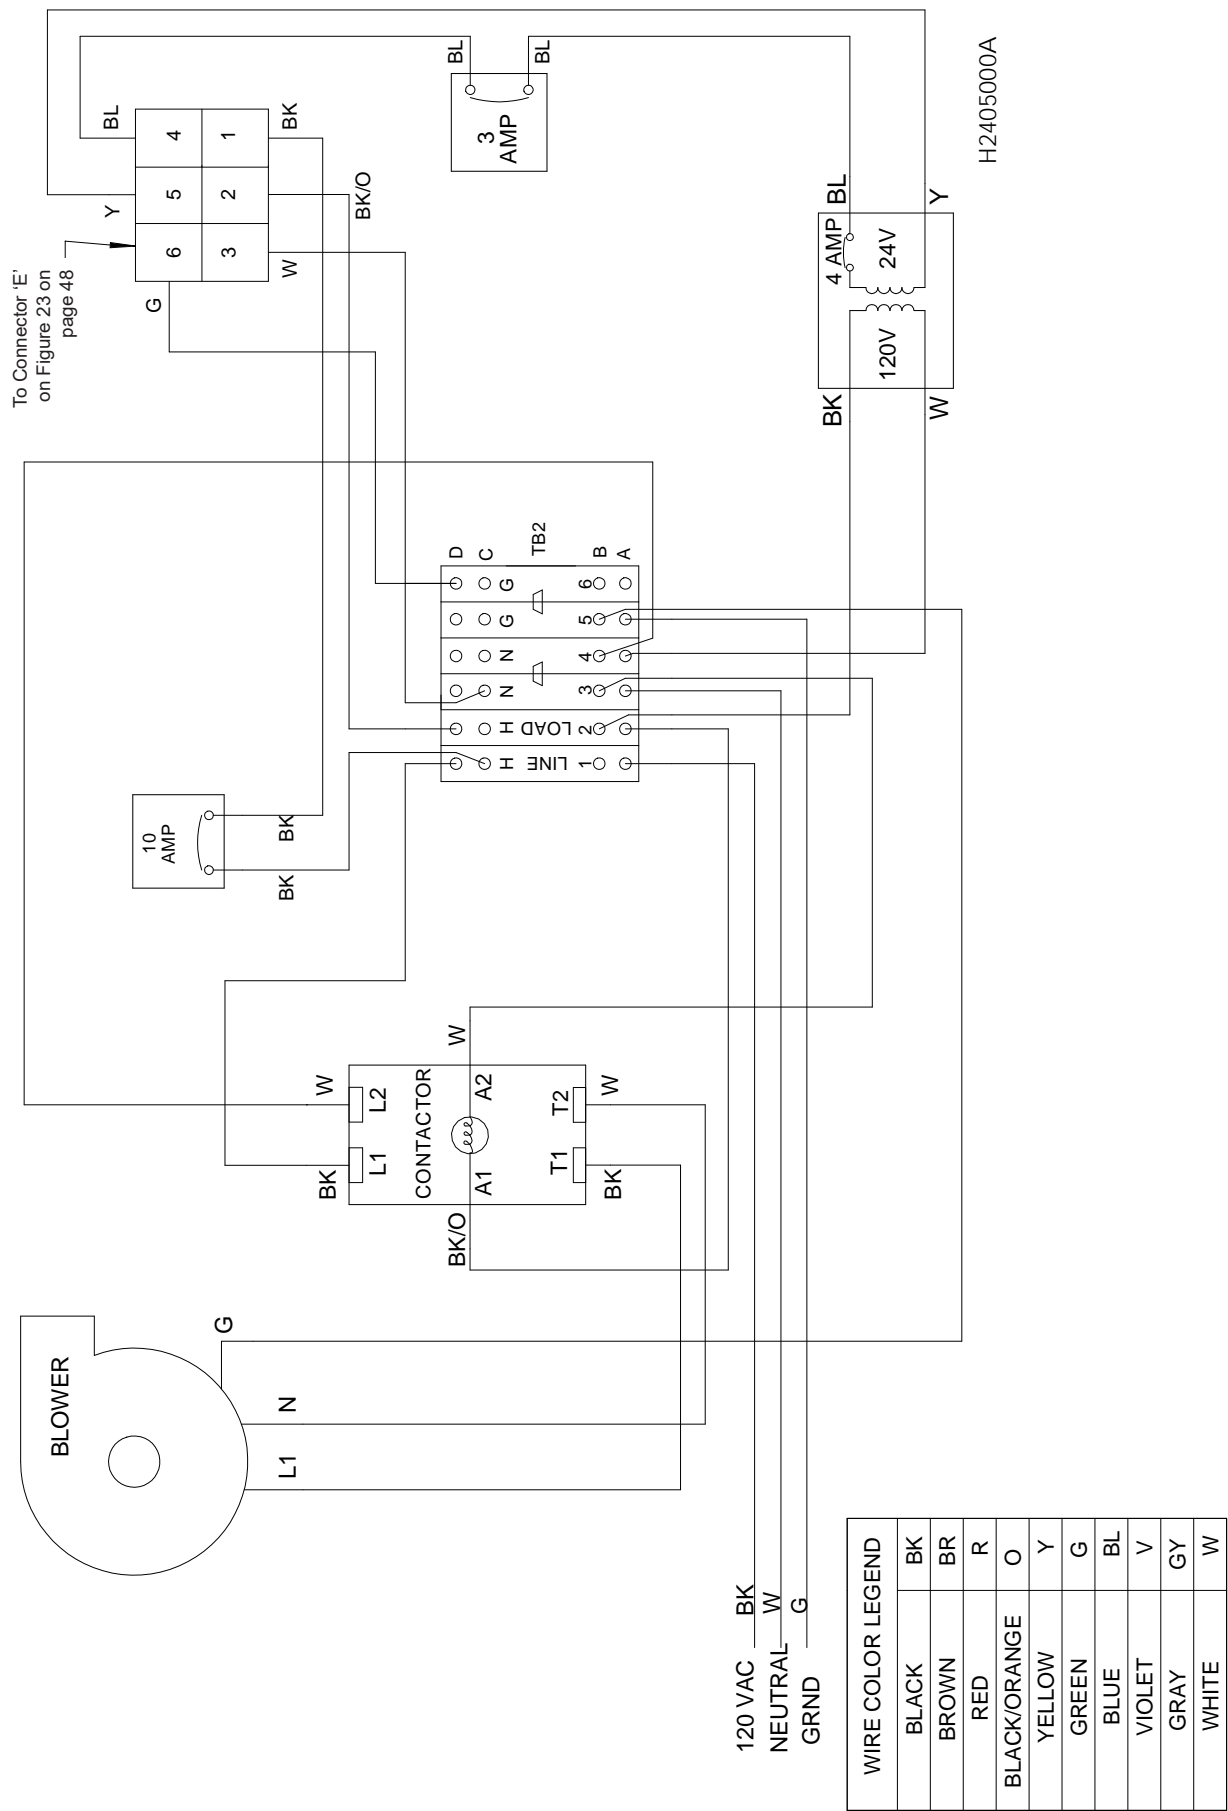 To Connector 'E'
on Figure 23 on
page 48
BL
Y
G
4
5
6
1
2
3
BK
BK/O
W
BL
BL
3
AMP
H2405000A
BL
Y
4 AMP
24V
120V
BK
W
D
C
TB2
B
A
G
6
G
5
N
4
N
3
H
LOAD
2
H
LINE
1
10
AMP
BK
BK
W
L2
BK
L1
CONTACTOR
W
A2
A1
BK/O
T2
W
T1
BK
BLOWER
G
N
L1
120 VAC
BK
NEUTRAL
W
GRND
G
WIRE COLOR LEGEND
BLACK BK
BROWN BR
RED R
BLACK/ORANGE O
YELLOW Y
GREEN G
BLUE BL
VIOLET V
GRAY GY
WHITE W